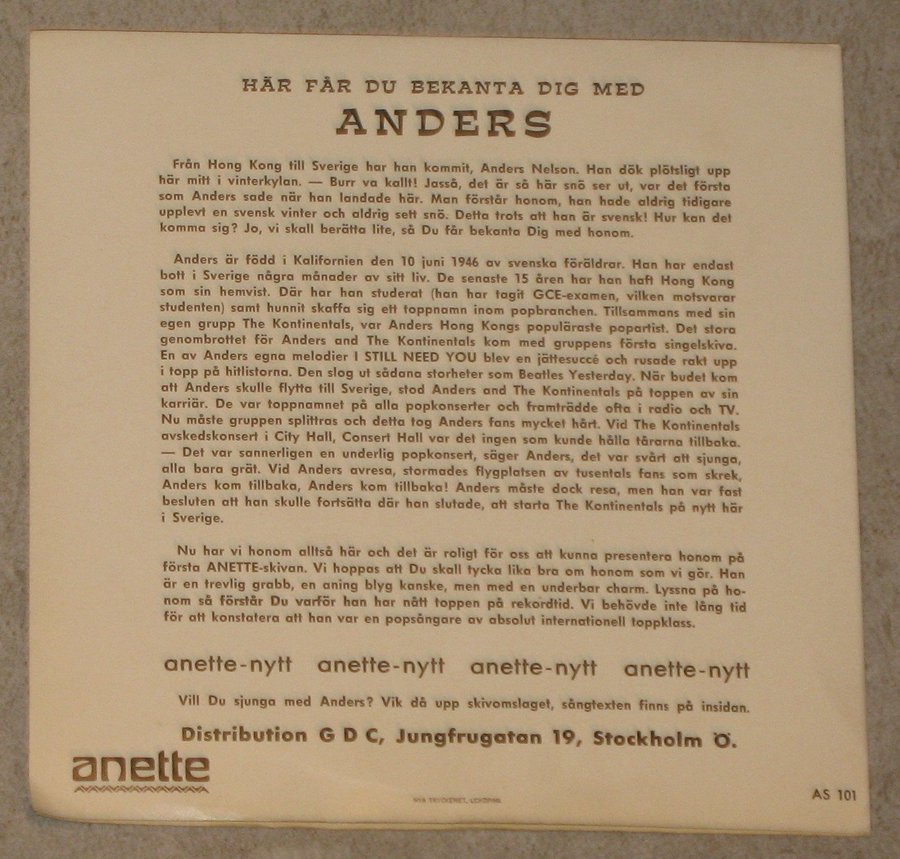 HÄR FÅR DU BEKANTA DIG MED
ANDERS
Från Hong Kong till Sverige har han kommit, Anders Nelson. Han dök plötsligt upp
här mitt i vinterkylan. — Burr va kallt! Jasså, det är så här snö ser ut, var det första
som Anders sade när han landade här. Man förstår honom, han hade aldrig tidigare
upplevt en svensk vinter och aldrig sett snö. Detta trots att han är svensk! Hur kan det
komma sig? Jo, vi skall berätta lite, så Du får bekanta Dig med honom.
Anders är född i Kalifornien den 10 juni 1946 av svenska föräldrar. Han har endast
bott i Sverige några månader av sitt liv. De senaste 15 åren har han haft Hong Kong
som sin hemvist. Där har han studerat (han har tagit GCE-examen, vilken motsvarar
studenten) samt hunnit skaffa sig ett toppnamn inom popbranchen. Tillsammans med sin
egen grupp The Kontinentals, var Anders Hong Kongs populäraste popartist. Det stora
genombrottet för Anders and The Kontinentals kom med gruppens första singelskiva.
En av Anders egna melodier I STILL NEED YOU blev en jättesuccé och rusade rakt upp
i topp på hitlistorna. Den slog ut sådana storheter som Beatles Yesterday. När budet kom
att Anders skulle flytta till Sverige, stod Anders and The Kontinentals på toppen av sin
karriär. De var toppnamnet på alla popkonserter och framträdde ofta i radio och TV.
Nu måste gruppen splittras och detta tog Anders fans mycket hårt. Vid The Kontinentals
avskedskonsert i City Hall, Consert Hall var det ingen som kunde hålla tårarna tillbaka.
— Det var sannerligen en underlig popkonsert, säger Anders, det var svårt att sjunga,
alla bara grät. Vid Anders avresa, stormades flygplatsen av tusentals fans som skrek,
Anders kom tillbaka, Anders kom tillbaka! Anders måste dock resa, men han var fast
besluten att han skulle fortsätta där han slutade, att starta The Kontinentals på nytt här
i Sverige.
Nu har vi honom alltså här och det är roligt för oss att kunna presentera honom på
första ANETTE-skivan. Vi hoppas att Du skall tycka lika bra om honom som vi gör. Han
är en trevlig grabb, en aning blyg kanske, men med en underbar charm. Lyssna på ho-
nom så förstår Du varför han har nått toppen på rekordtid. Vi behövde inte lång tid
för att konstatera att han var en popsångare av absolut internationell toppklass.
anette-nytt anette-nytt anette-nytt anette-nytt
Vill Du sjunga med Anders? Vik då upp skivomslaget, sångtexten finns på insidan.
Distribution G D C, Jungfrugatan 19, Stockholm Ö.
anette
NYA TRYCKERIET, LIDKÖPING
AS 101